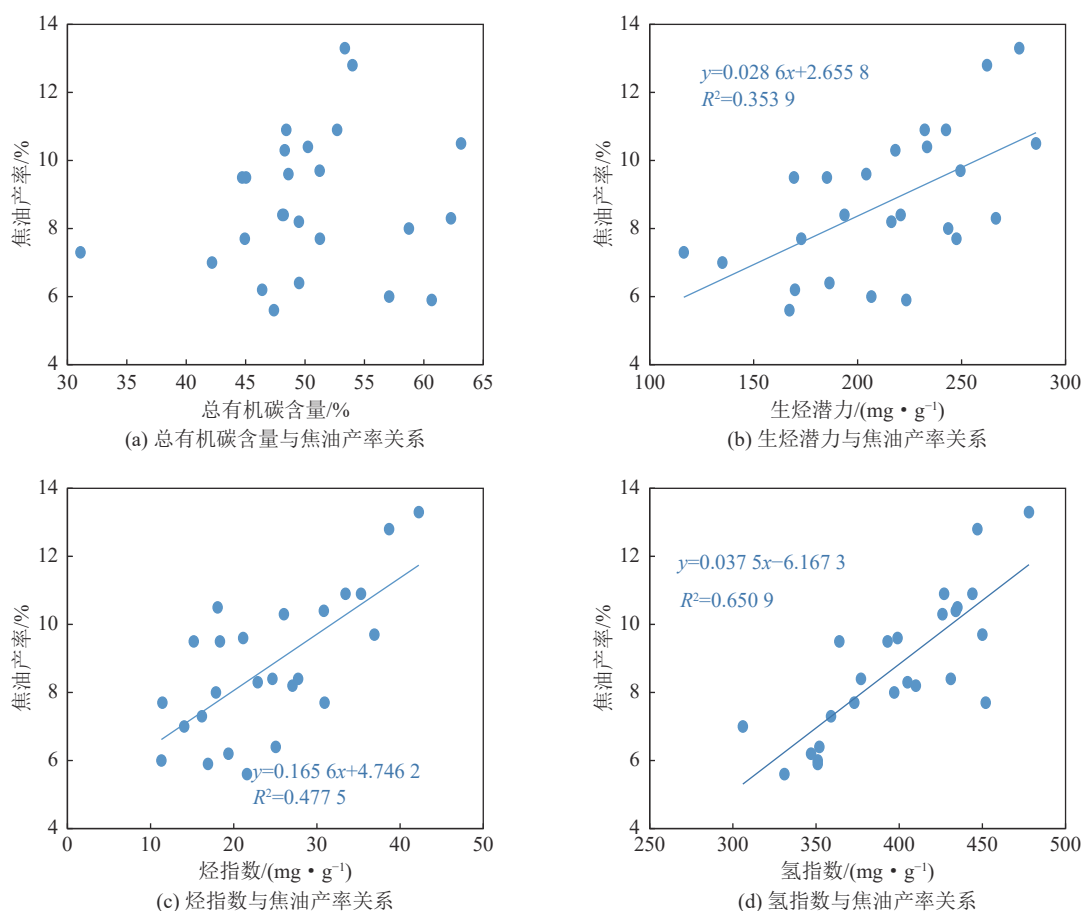 14
12
10
8
6
4
焦油产率/%
30 35 40 45 50 55 60 65
总有机碳含量/%
(a) 总有机碳含量与焦油产率关系
14
12
10
8
6
4
焦油产率/%
y=0.028 6x+2.655 8
R²=0.353 9
100 150 200 250 300
生烃潜力/(mg·g⁻¹)
(b) 生烃潜力与焦油产率关系
14
12
10
8
6
4
焦油产率/%
y=0.165 6x+4.746 2
R²=0.477 5
0 10 20 30 40 50
烃指数/(mg·g⁻¹)
(c) 烃指数与焦油产率关系
14
12
10
8
6
4
焦油产率/%
y=0.037 5x−6.167 3
R²=0.650 9
250 300 350 400 450 500
氢指数/(mg·g⁻¹)
(d) 氢指数与焦油产率关系